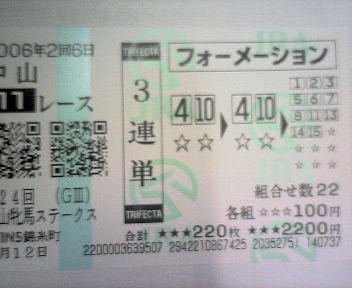 006年2回6日
中山
11レース
24回 (GⅢ)
山牝馬ステークス
WINS錦糸町
月12日
TRIFECTA
3連単
TRIFECTA
フォーメーション
4 10 ▶ 4 10 ▶
☆ ☆ ☆ ☆
1 2 3
5 6 7
8 11 13
14 15 ☆
☆ ☆ ☆
☆ ☆ ☆
組合せ数22
各組 ☆☆☆100円
合計 ★★★220枚 ★★★2200円
2200003639507 2942210867425 20352751 140737
JRA